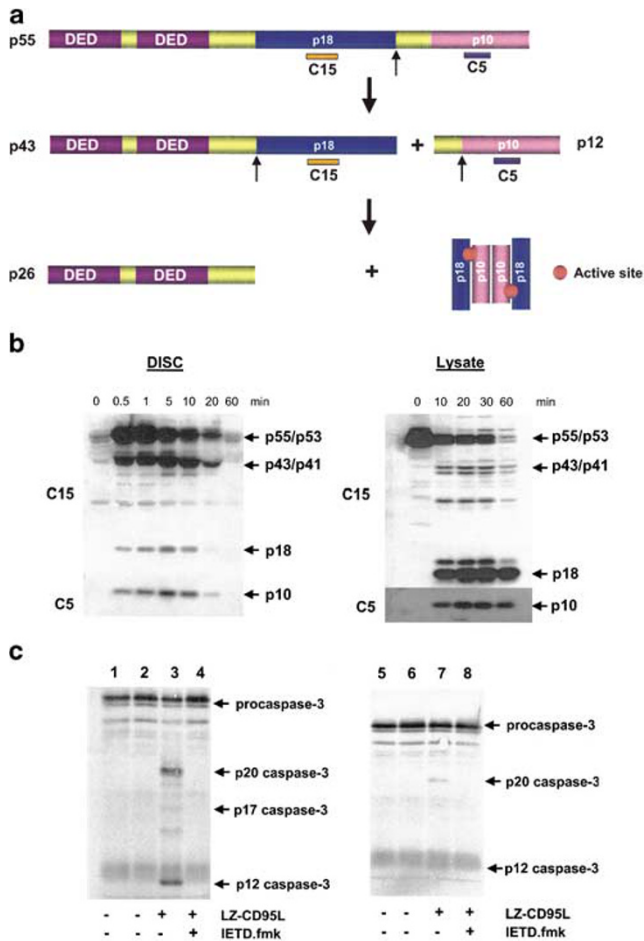 a
p55 DED DED p18 p10
C15 C5
p43 DED DED p18 + p10 p12
C15 C5
p26 DED DED + p18 p10 p10 p18 Active site
b
DISC
0 0.5 1 5 10 20 60 min
p55/p53
p43/p41
C15
p18
p10
C5
Lysate
0 10 20 30 60 min
p55/p53
p43/p41
C15
p18
C5 p10
c
1 2 3 4
procaspase-3
p20 caspase-3
p17 caspase-3
p12 caspase-3
- - + + LZ-CD95L
+ IETD.fmk
5 6 7 8
procaspase-3
p20 caspase-3
p12 caspase-3
- - + + LZ-CD95L
- - + IETD.fmk